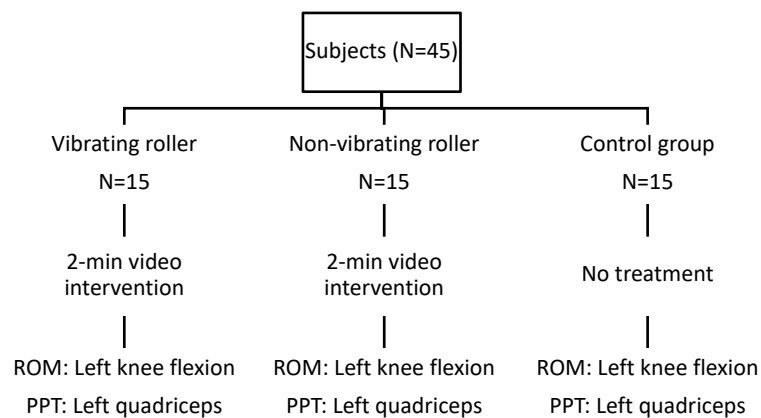 Subjects (N=45)
Vibrating roller
N=15
2-min video
intervention
ROM: Left knee flexion
PPT: Left quadriceps
Non-vibrating roller
N=15
2-min video
intervention
ROM: Left knee flexion
PPT: Left quadriceps
Control group
N=15
No treatment
ROM: Left knee flexion
PPT: Left quadriceps